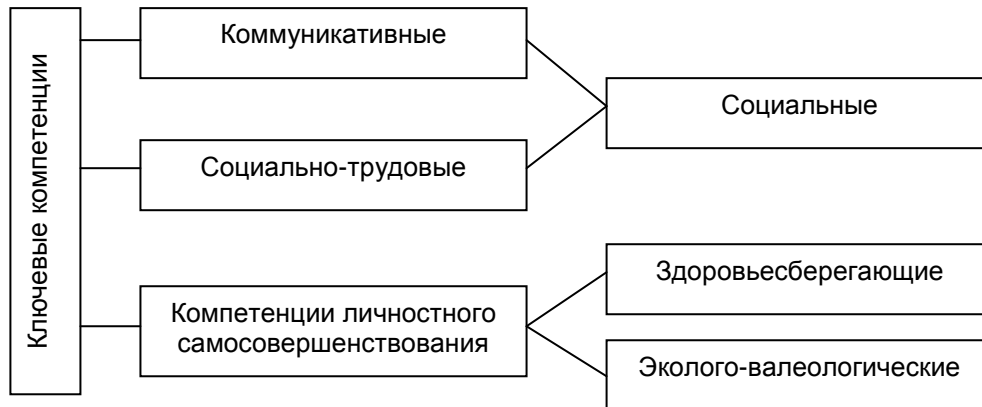 Ключевые компетенции
Коммуникативные
Социально-трудовые
Компетенции личностного
самосовершенствования
Социальные
Здоровьесберегающие
Эколого-валеологические